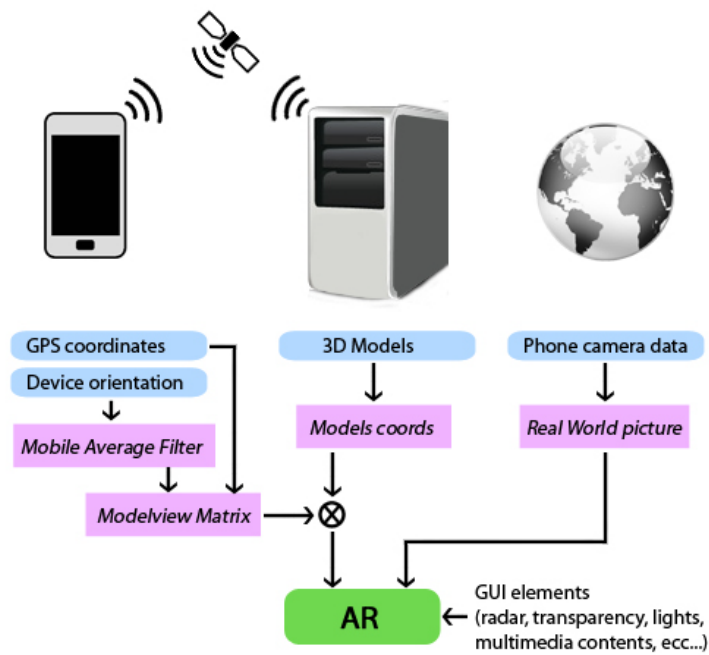 GPS coordinates
Device orientation
Mobile Average Filter
Modelview Matrix
3D Models
Models coords
Phone camera data
Real World picture
AR
GUI elements
(radar, transparency, lights,
multimedia contents, ecc...)